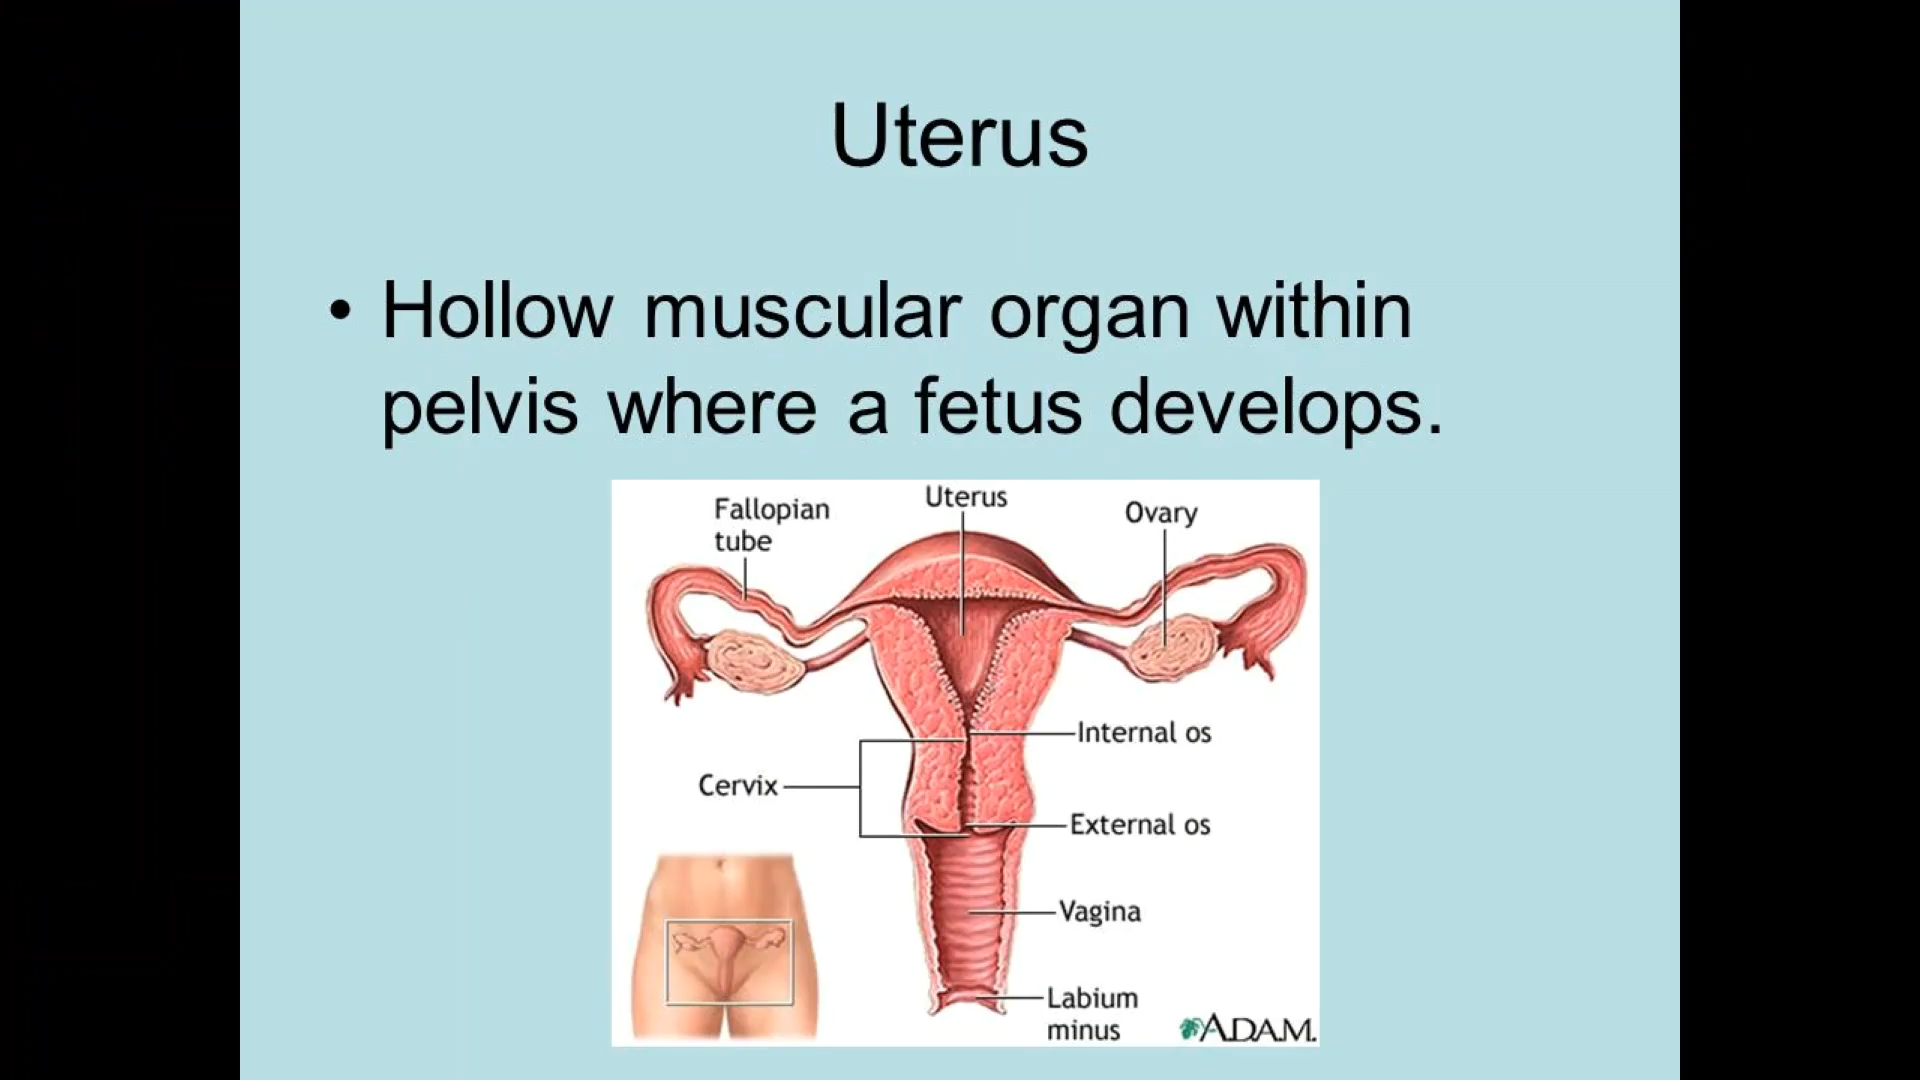 Uterus
• Hollow muscular organ within
pelvis where a fetus develops.
Fallopian
tube
Uterus
Ovary
Internal os
Cervix
External os
Vagina
Labium
minus
A.D.A.M.